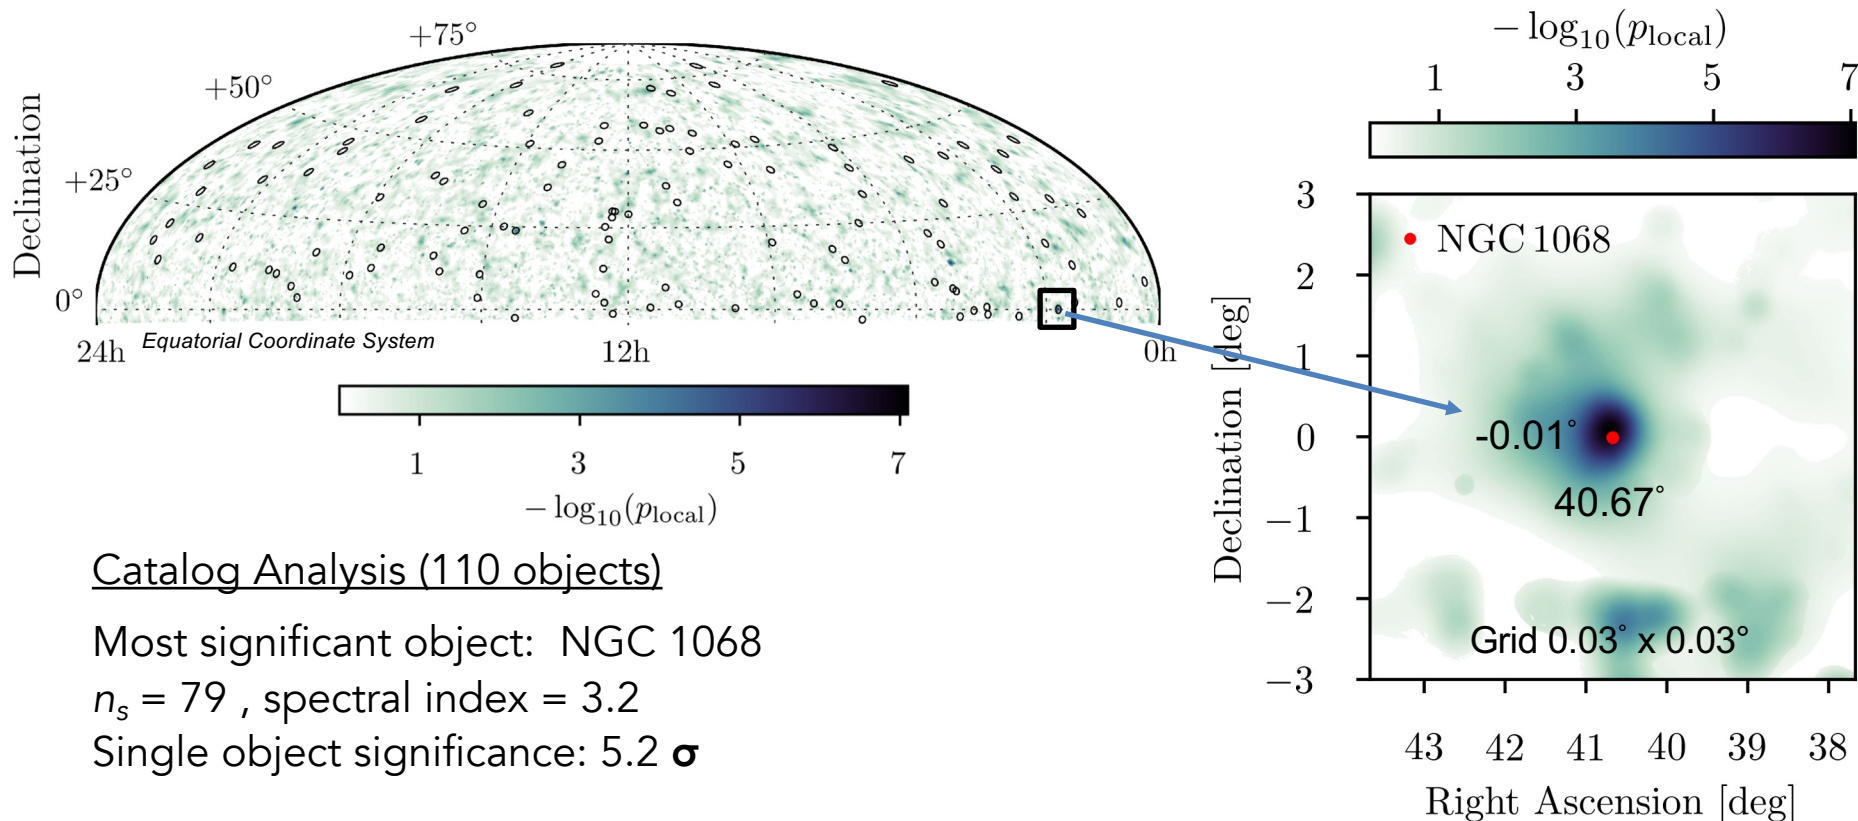 +75°
+50°
+25°
0°
Declination
24h
12h
0h
Equatorial Coordinate System
1 3 5 7
− log₁₀(p_local)
Catalog Analysis (110 objects)
Most significant object: NGC 1068
nₛ = 79 , spectral index = 3.2
Single object significance: 5.2 σ
− log₁₀(p_local)
1 3 5 7
NGC 1068
3
2
1
0
−1
−2
−3
Declination [deg]
-0.01°
40.67°
Grid 0.03° x 0.03°
43 42 41 40 39 38
Right Ascension [deg]